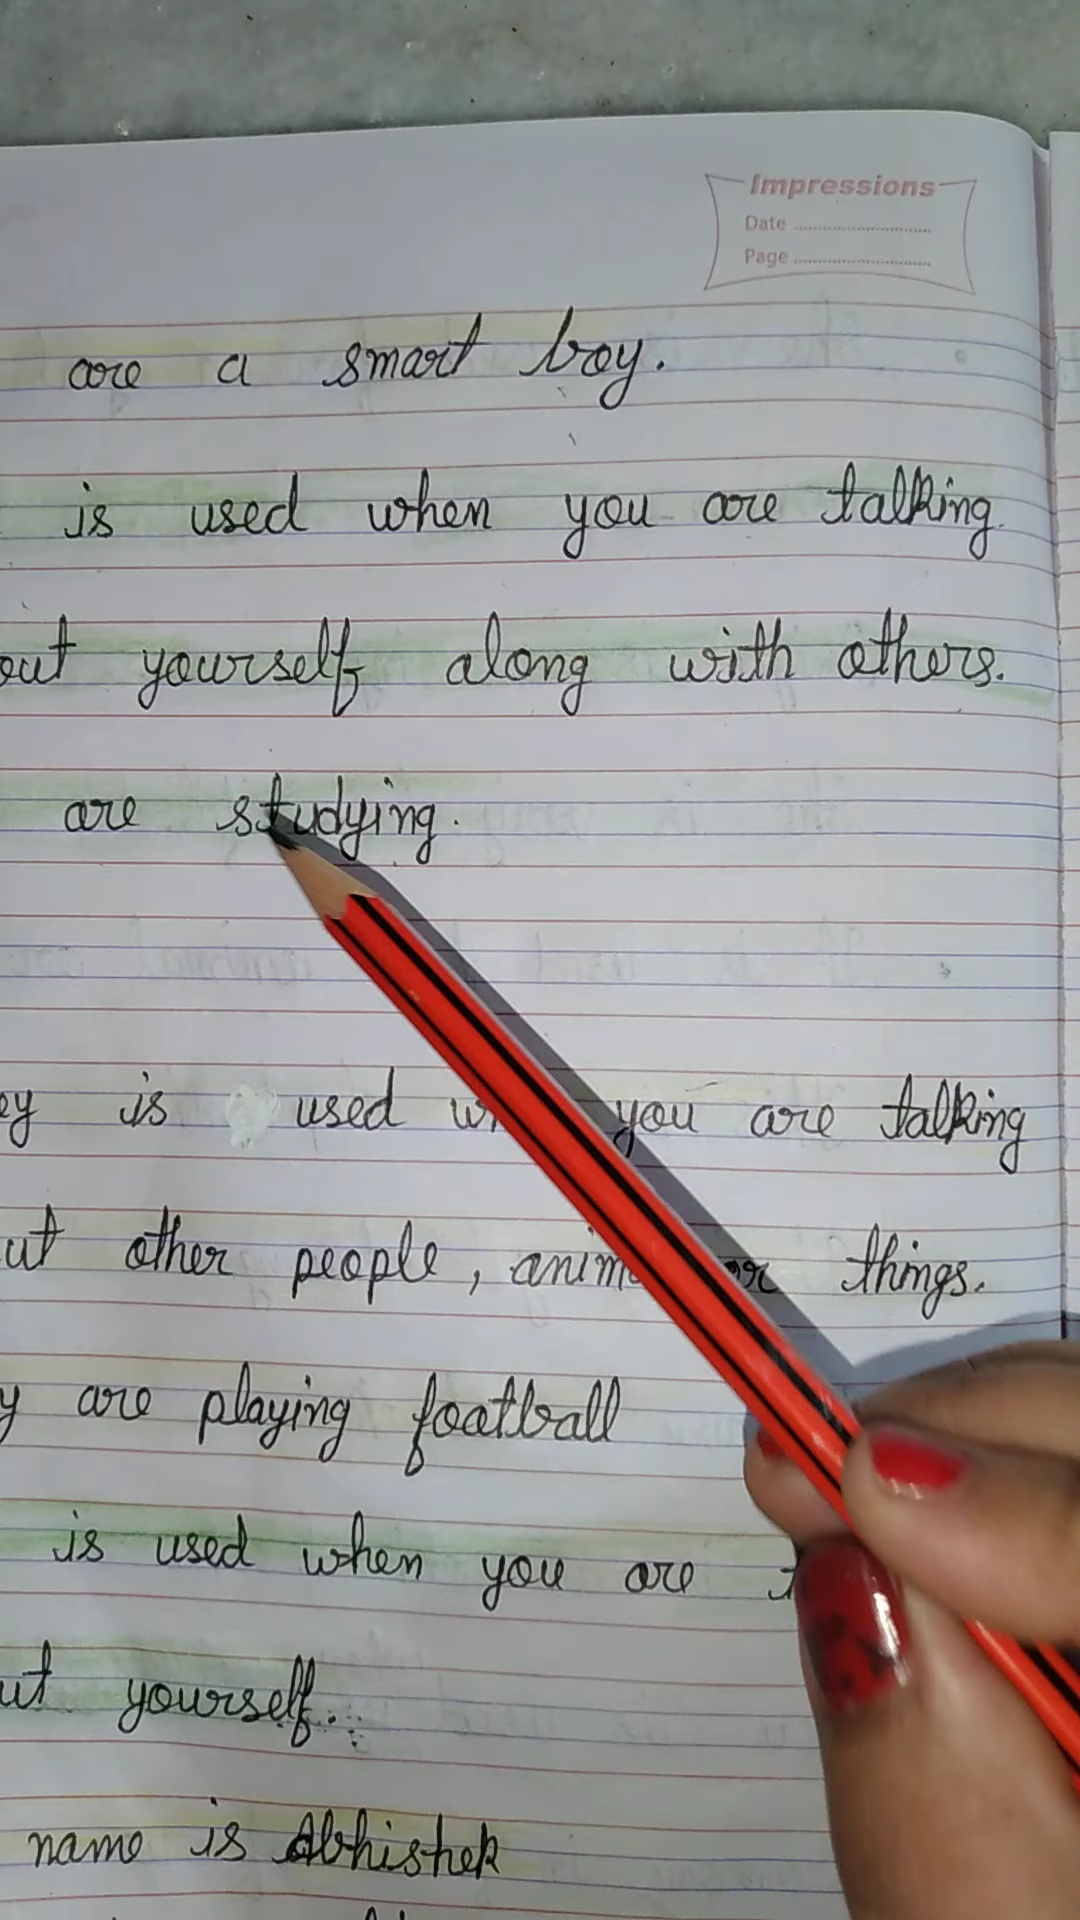 Impressions
Date
Page
are a smart boy.
is used when you are talking
out yourself along with others.
are studying.
ey is used you are talking
ut other people, or things.
y are playing football
is used when you are
ut yourself.
name is Abhishek